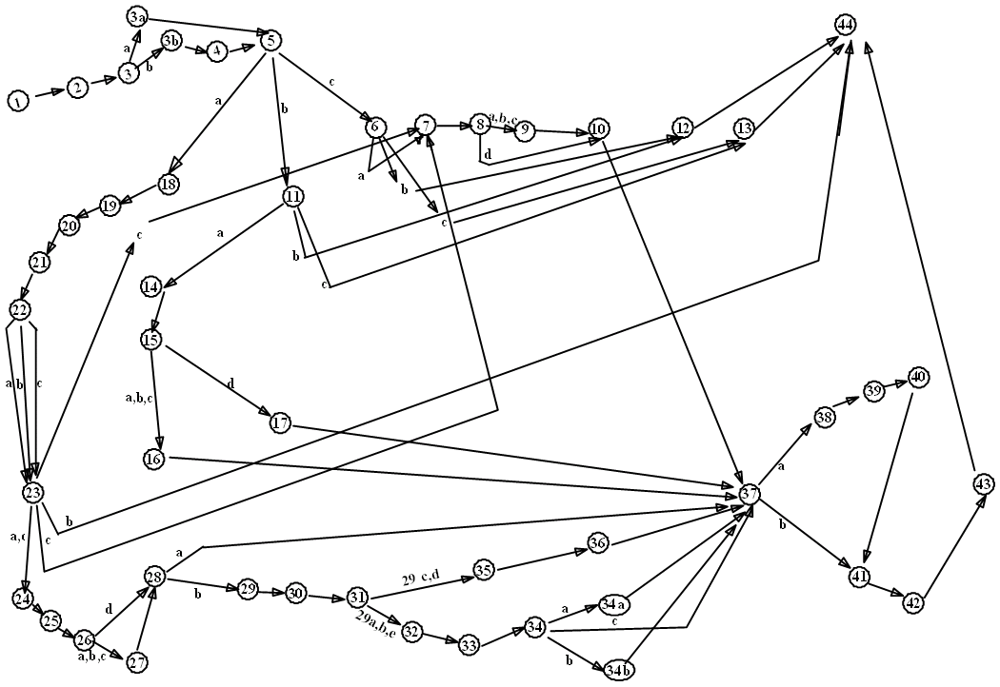 3a
44
3b
5
4
a
b
3
c
2
1
a
b
6
7
8
a,b,c
9
10
12
13
d
a
18
b
11
19
20
c
c
a
21
b
14
c
22
15
40
a
b
c
d
39
a,b,c
38
17
16
a
23
37
43
b
b
a,c
c
36
a
35
28
29 c,d
41
29
24
b
30
31
42
d
a
34a
25
29a,b,e
c
32
34
26
33
a,b,c
b
27
34b